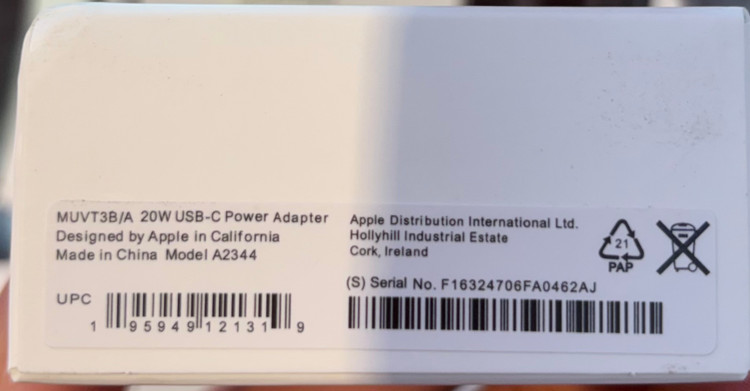 MUVT3B/A 20W USB-C Power Adapter
Designed by Apple in California
Made in China Model A2344
Apple Distribution International Ltd.
Hollyhill Industrial Estate
Cork, Ireland
21
PAP
(S) Serial No. F16324706FA0462AJ
UPC
1 95949 12131 9